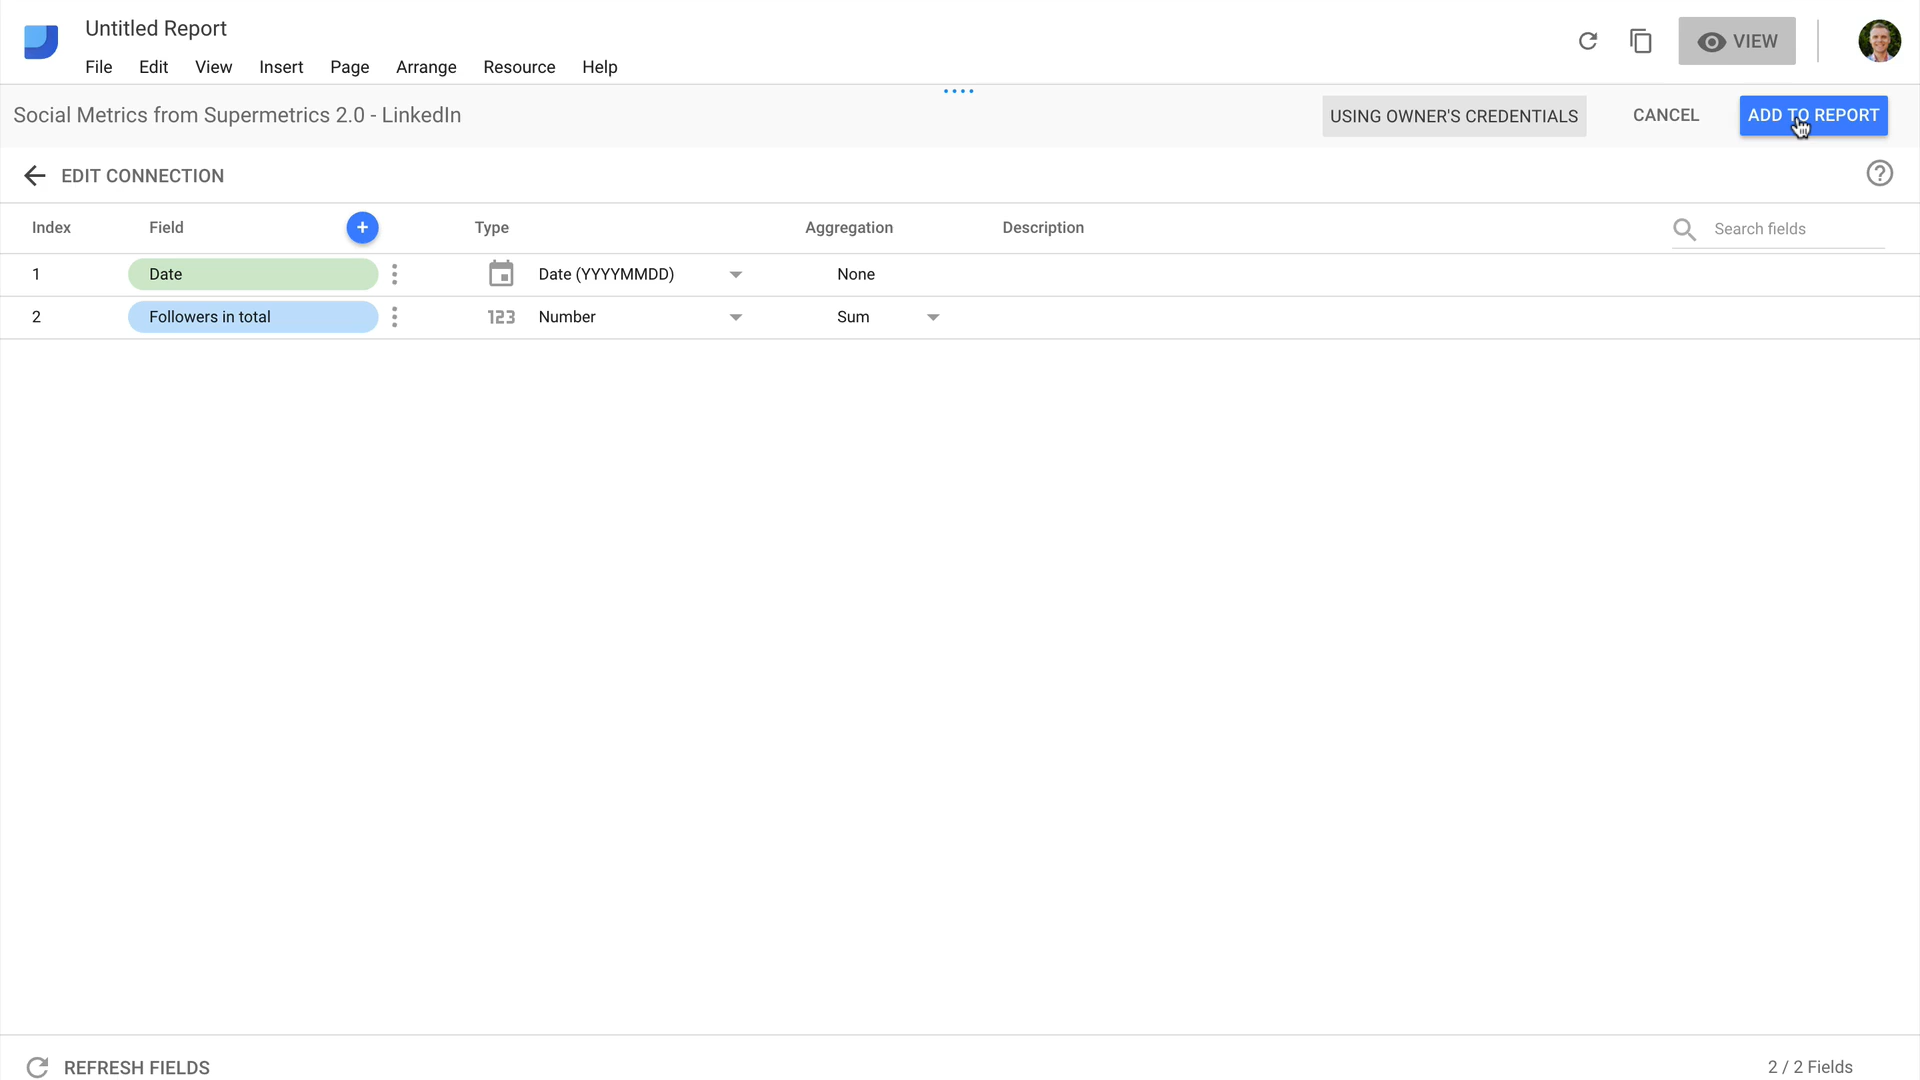 Untitled Report
File Edit View Insert Page Arrange Resource Help
VIEW
Social Metrics from Supermetrics 2.0 - LinkedIn
USING OWNER'S CREDENTIALS
CANCEL
ADD TO REPORT
EDIT CONNECTION
Index Field Type Aggregation Description Search fields
1 Date Date (YYYYMMDD) None
2 Followers in total 123 Number Sum
REFRESH FIELDS
2 / 2 Fields